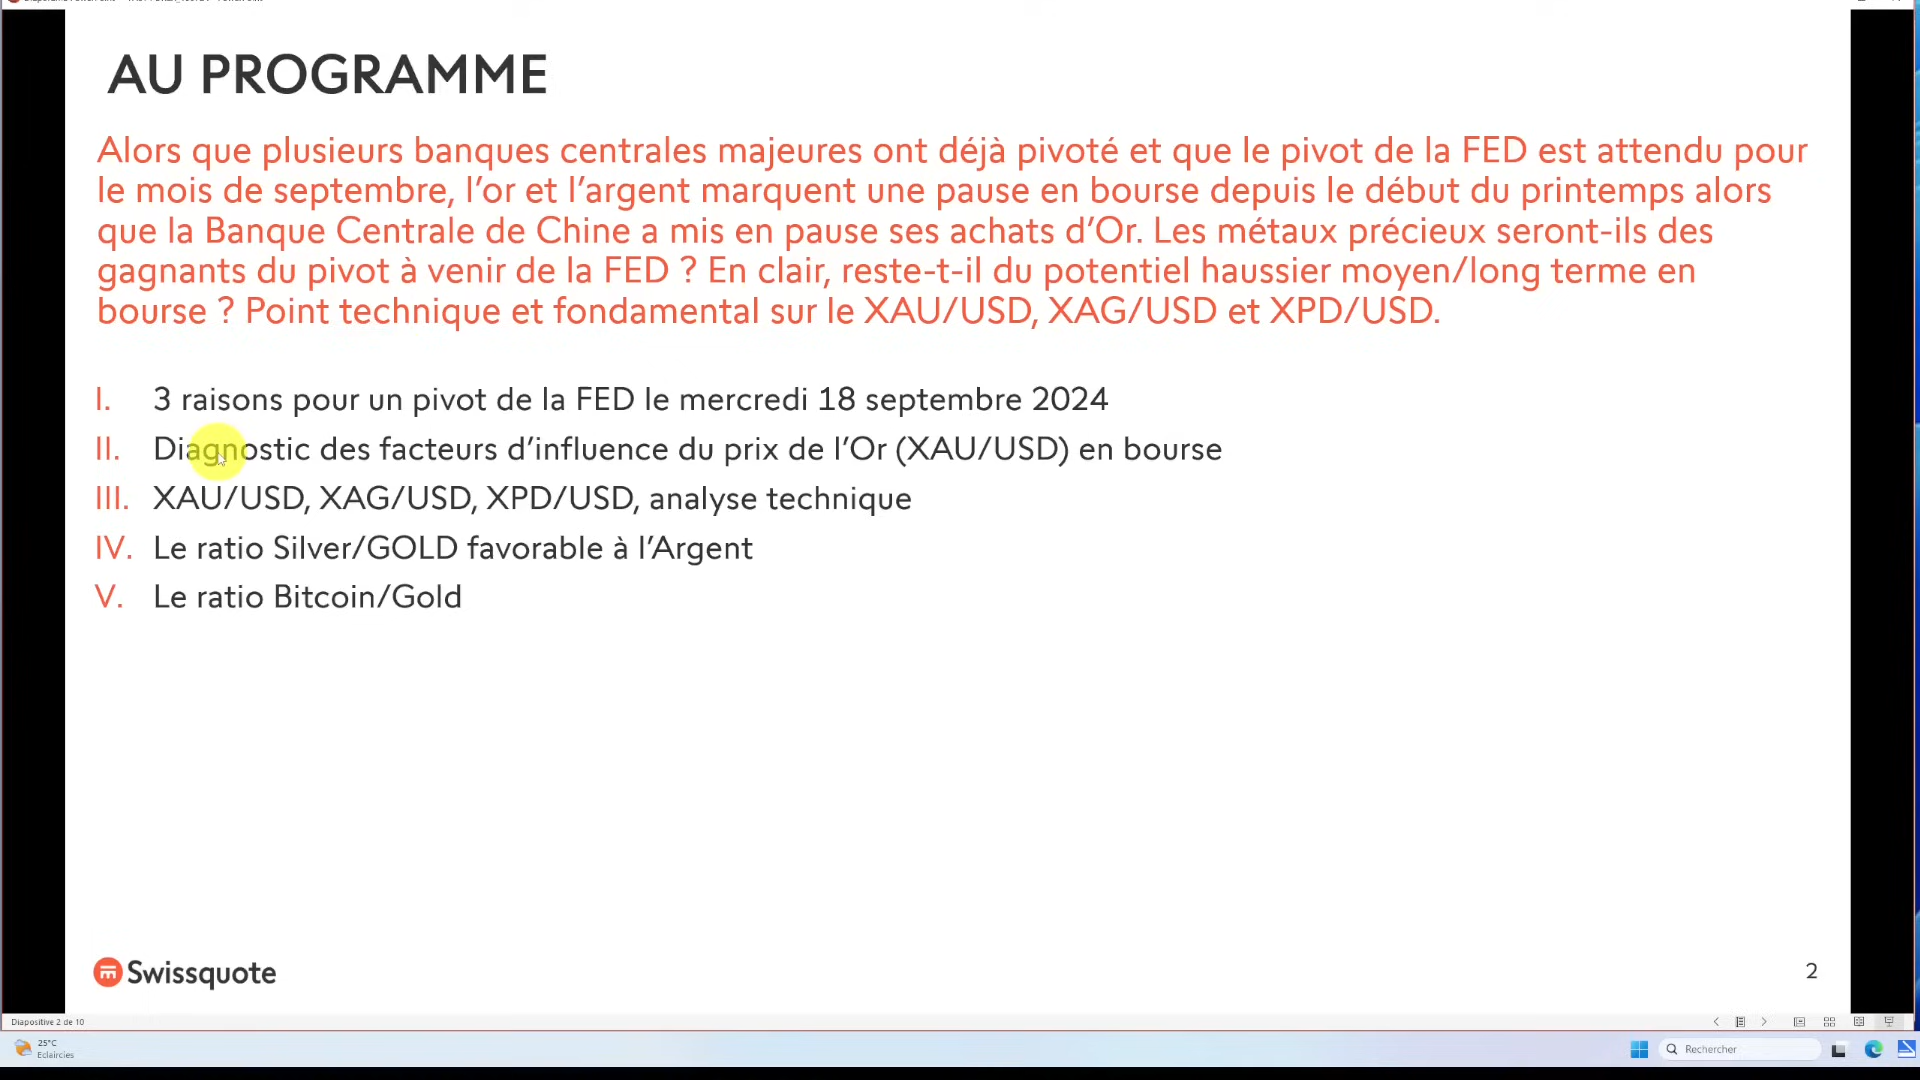 AU PROGRAMME
Alors que plusieurs banques centrales majeures ont déjà pivoté et que le pivot de la FED est attendu pour
le mois de septembre, l’or et l’argent marquent une pause en bourse depuis le début du printemps alors
que la Banque Centrale de Chine a mis en pause ses achats d’Or. Les métaux précieux seront-ils des
gagnants du pivot à venir de la FED ? En clair, reste-t-il du potentiel haussier moyen/long terme en
bourse ? Point technique et fondamental sur le XAU/USD, XAG/USD et XPD/USD.
I. 3 raisons pour un pivot de la FED le mercredi 18 septembre 2024
II. Diagnostic des facteurs d’influence du prix de l’Or (XAU/USD) en bourse
III. XAU/USD, XAG/USD, XPD/USD, analyse technique
IV. Le ratio Silver/GOLD favorable à l’Argent
V. Le ratio Bitcoin/Gold
Swissquote
2
Diapositive 2 de 10
25°C
Eclaircies
Rechercher